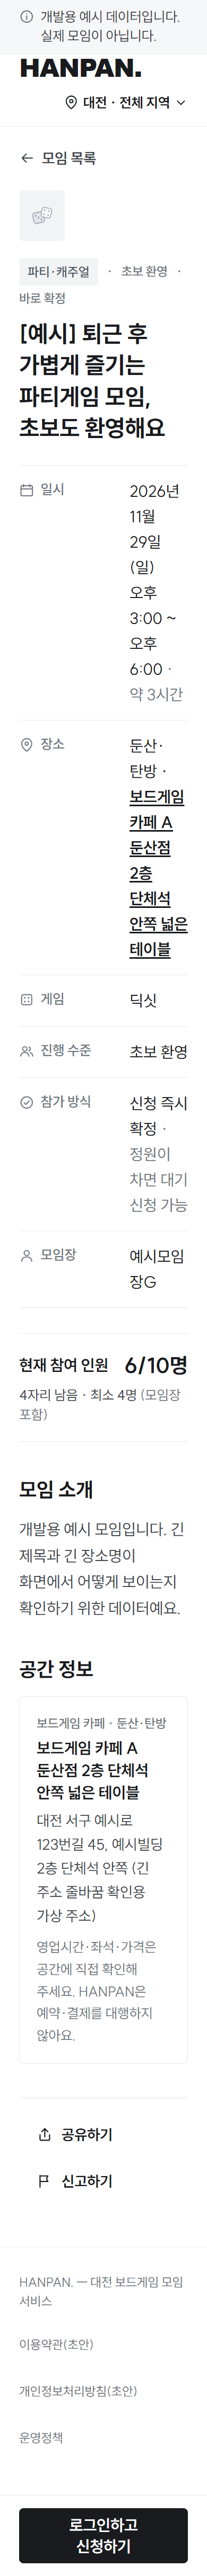 개발용 예시 데이터입니다.
실제 모임이 아닙니다.
HANPAN.
대전 · 전체 지역
모임 목록
파티·캐주얼 · 초보 환영 ·
바로 확정
[예시] 퇴근 후
가볍게 즐기는
파티게임 모임,
초보도 환영해요
일시
2026년
11월
29일
(일)
오후
3:00 ~
오후
6:00 ·
약 3시간
장소
둔산·
탄방 ·
보드게임
카페 A
둔산점
2층
단체석
안쪽 넓은
테이블
게임
딕싯
진행 수준
초보 환영
참가 방식
신청 즉시
확정 ·
정원이
차면 대기
신청 가능
모임장
예시모임
장G
현재 참여 인원 6/10명
4자리 남음 · 최소 4명 (모임장
포함)
모임 소개
개발용 예시 모임입니다. 긴
제목과 긴 장소명이
화면에서 어떻게 보이는지
확인하기 위한 데이터예요.
공간 정보
보드게임 카페 · 둔산·탄방
보드게임 카페 A
둔산점 2층 단체석
안쪽 넓은 테이블
대전 서구 예시로
123번길 45, 예시빌딩
2층 단체석 안쪽 (긴
주소 줄바꿈 확인용
가상 주소)
영업시간·좌석·가격은
공간에 직접 확인해
주세요. HANPAN은
예약·결제를 대행하지
않아요.
공유하기
신고하기
HANPAN. — 대전 보드게임 모임
서비스
이용약관(초안)
개인정보처리방침(초안)
운영정책
로그인하고
신청하기